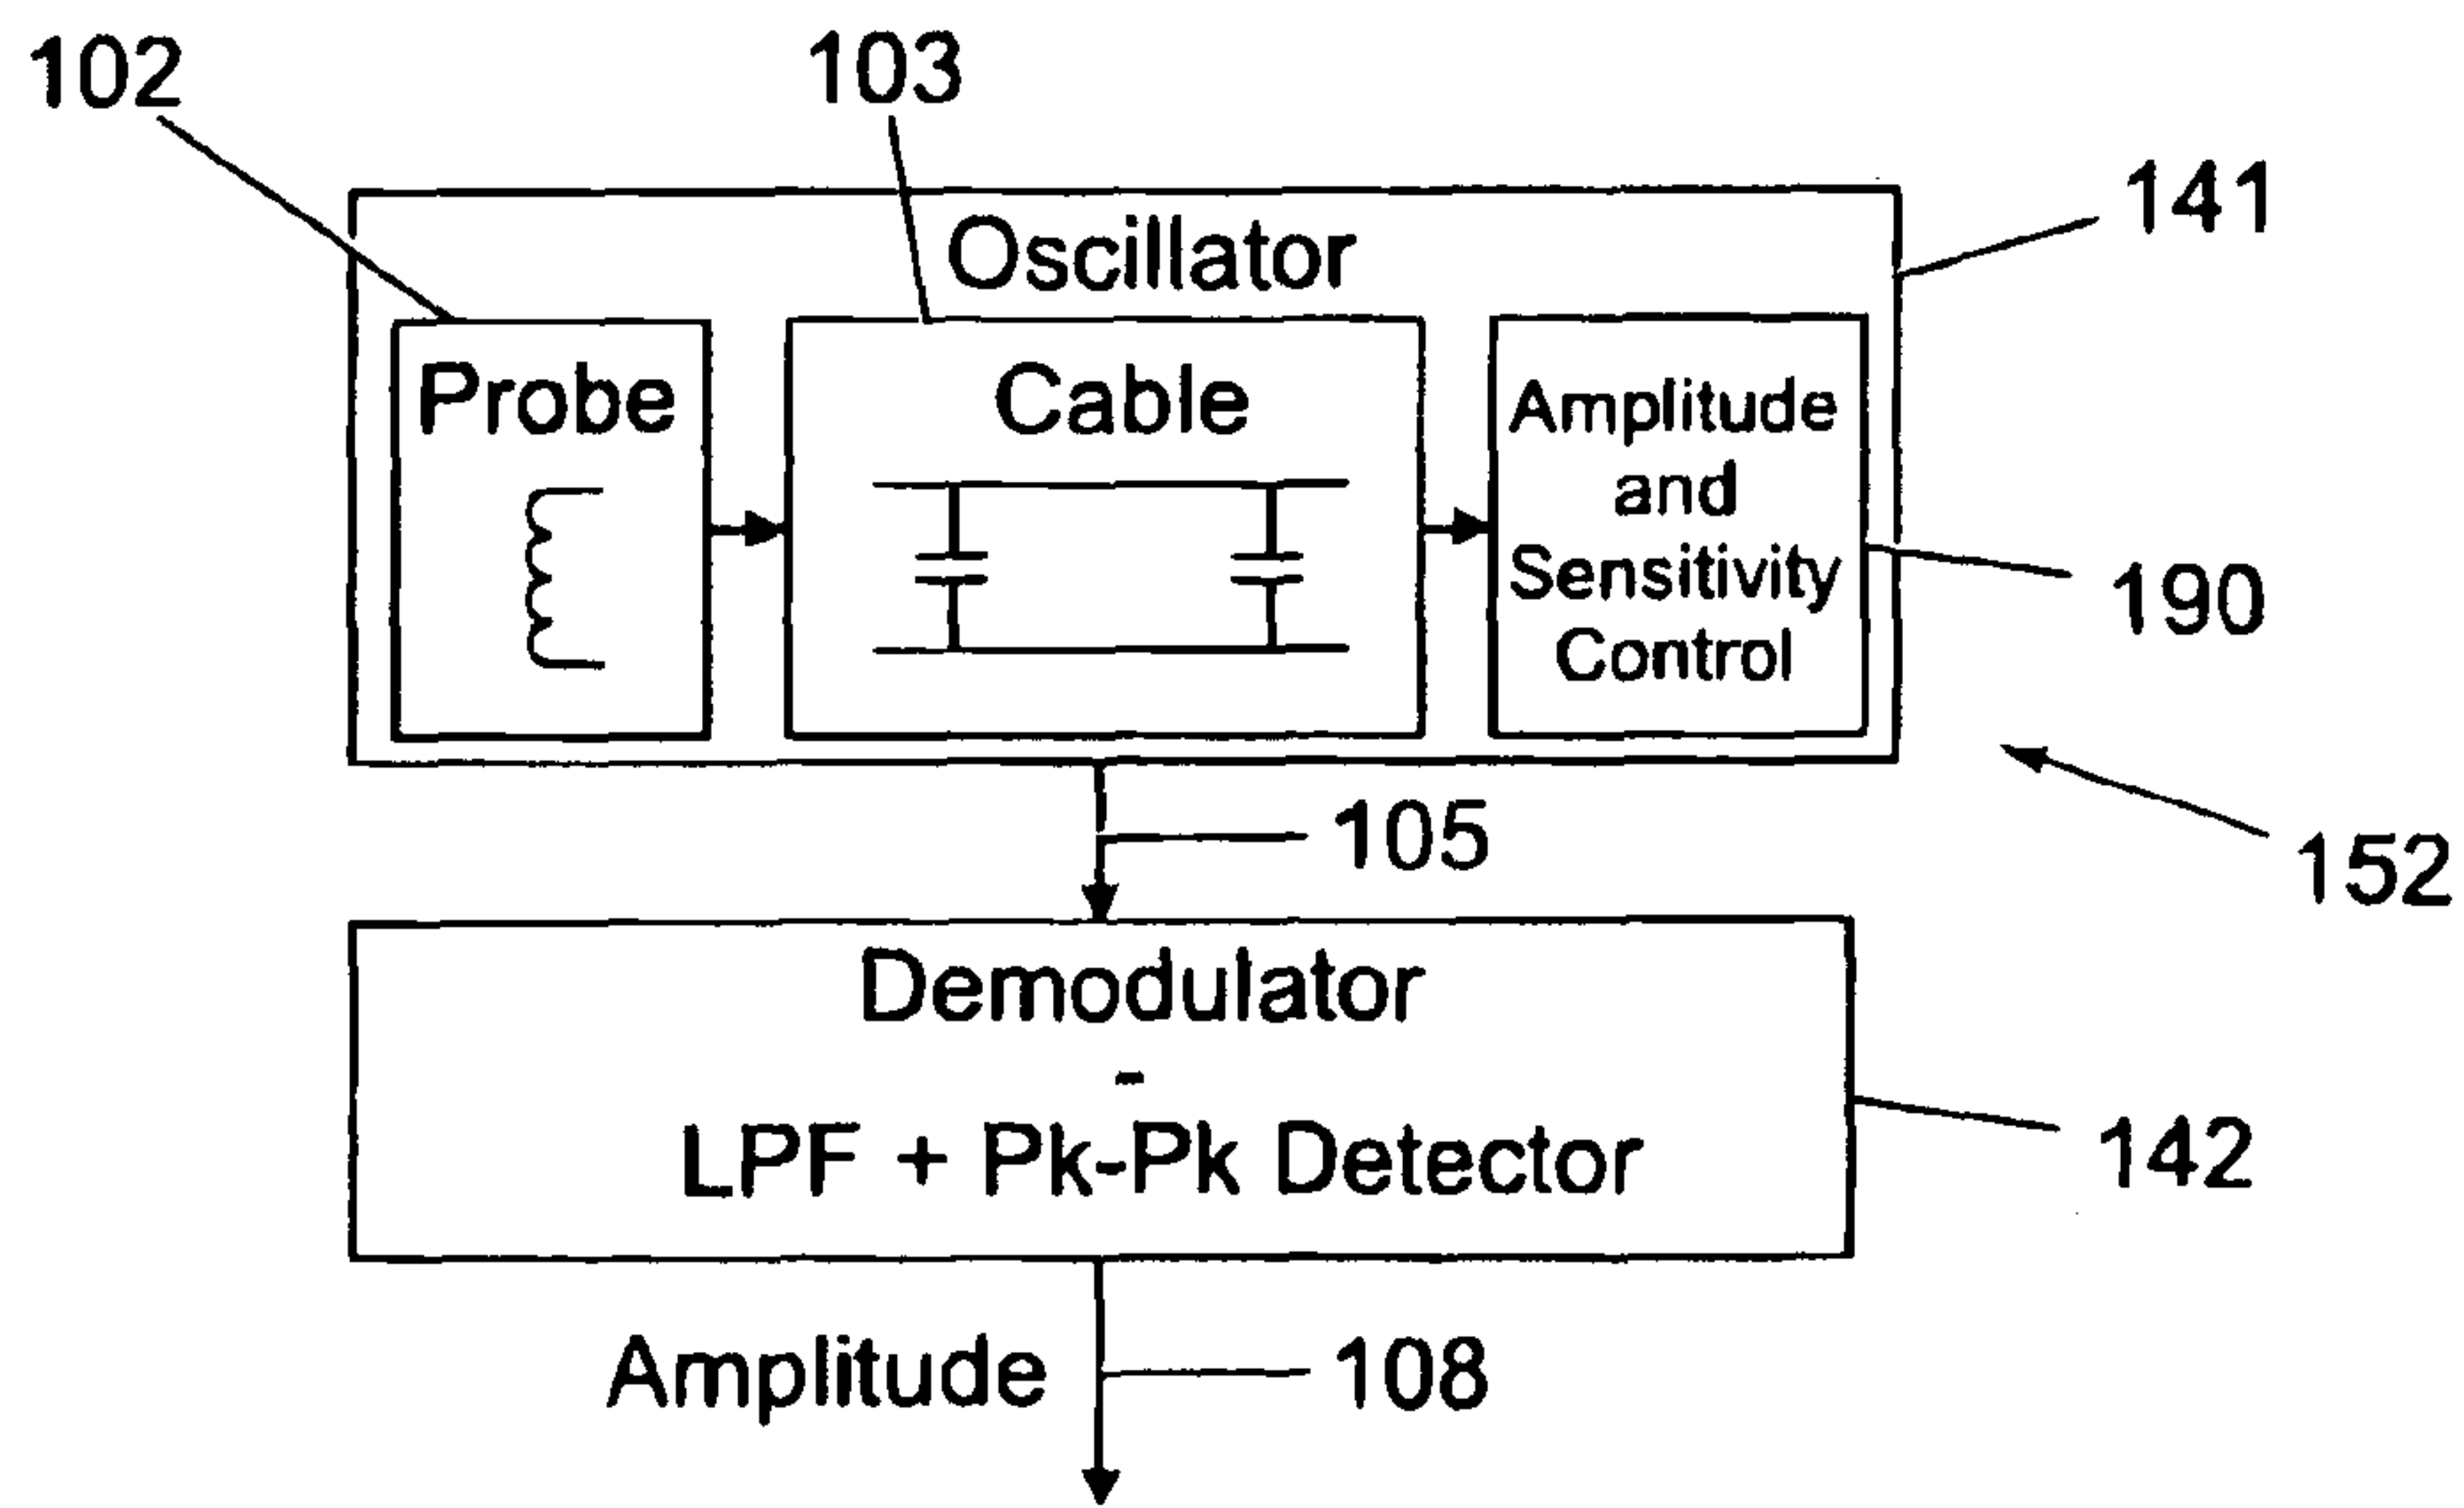 102
103
141
Oscillator
Probe
Cable
Amplitude
and
Sensitivity
Control
190
105
152
Demodulator
-
LPF + Pk-Pk Detector
142
Amplitude
108